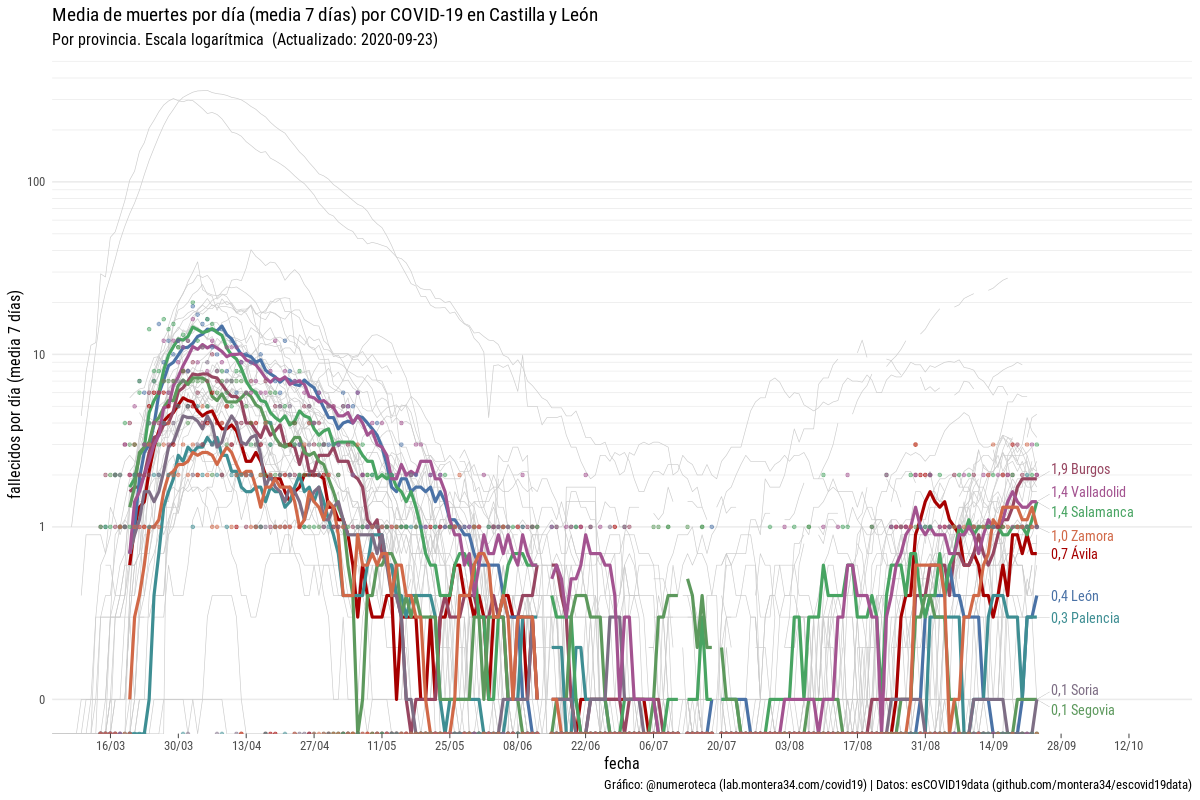 Media de muertes por día (media 7 días) por COVID-19 en Castilla y León
Por provincia. Escala logarítmica (Actualizado: 2020-09-23)
fallecidos por día (media 7 días)
100
10
1
0
1,9 Burgos
1,4 Valladolid
1,4 Salamanca
1,0 Zamora
0,7 Ávila
0,4 León
0,3 Palencia
0,1 Soria
0,1 Segovia
16/03 30/03 13/04 27/04 11/05 25/05 08/06 22/06 06/07 20/07 03/08 17/08 31/08 14/09 28/09 12/10
fecha
Gráfico: @numeroteca (lab.montera34.com/covid19) | Datos: esCOVID19data (github.com/montera34/escovid19data)